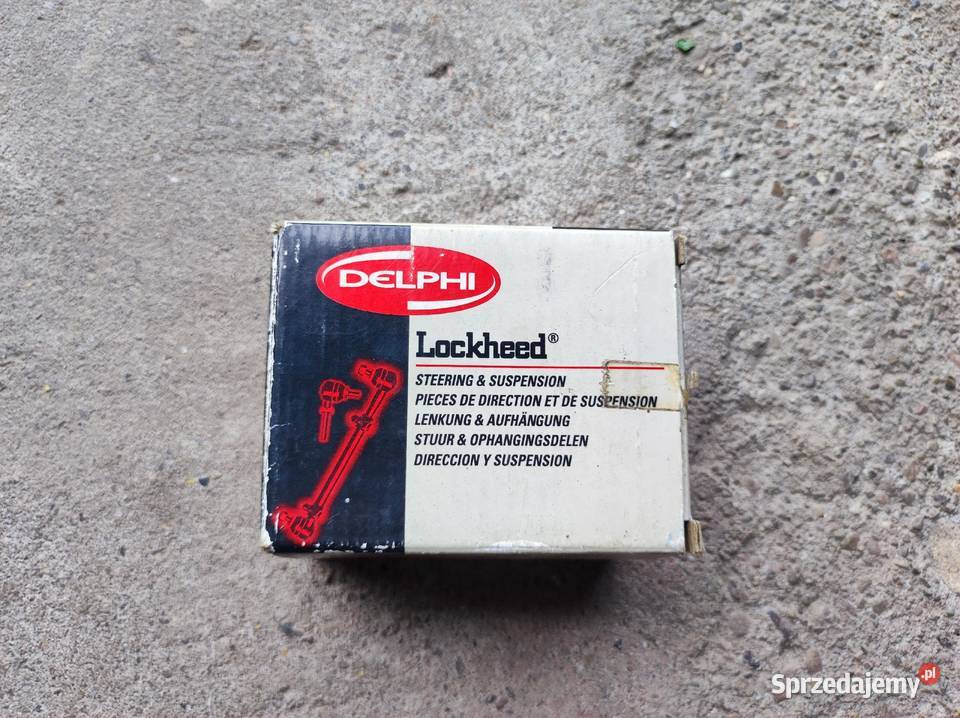 DELPHI
Lockheed®
STEERING & SUSPENSION
PIECES DE DIRECTION ET DE SUSPENSION
LENKUNG & AUFHÄNGUNG
STUUR & OPHANGINGSDELEN
DIRECCION Y SUSPENSION
Sprzedajemy.pl